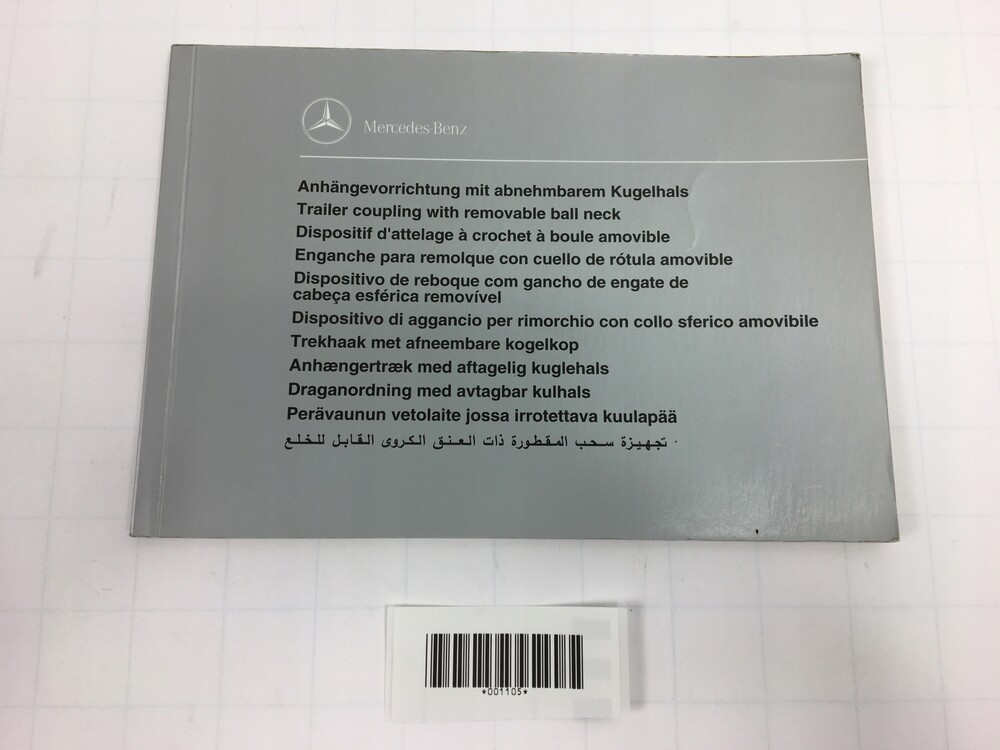 Mercedes-Benz
Anhängevorrichtung mit abnehmbarem Kugelhals
Trailer coupling with removable ball neck
Dispositif d'attelage à crochet à boule amovible
Enganche para remolque con cuello de rótula amovible
Dispositivo de reboque com gancho de engate de
cabeça esférica removível
Dispositivo di aggancio per rimorchio con collo sferico amovibile
Trekhaak met afneembare kogelkop
Anhængertræk med aftagelig kuglehals
Draganordning med avtagbar kulhals
Perävaunun vetolaite jossa irrotettava kuulapää
تجهيزة سحب المقطورة ذات العنق الكروى القابل للخلع
*001105*